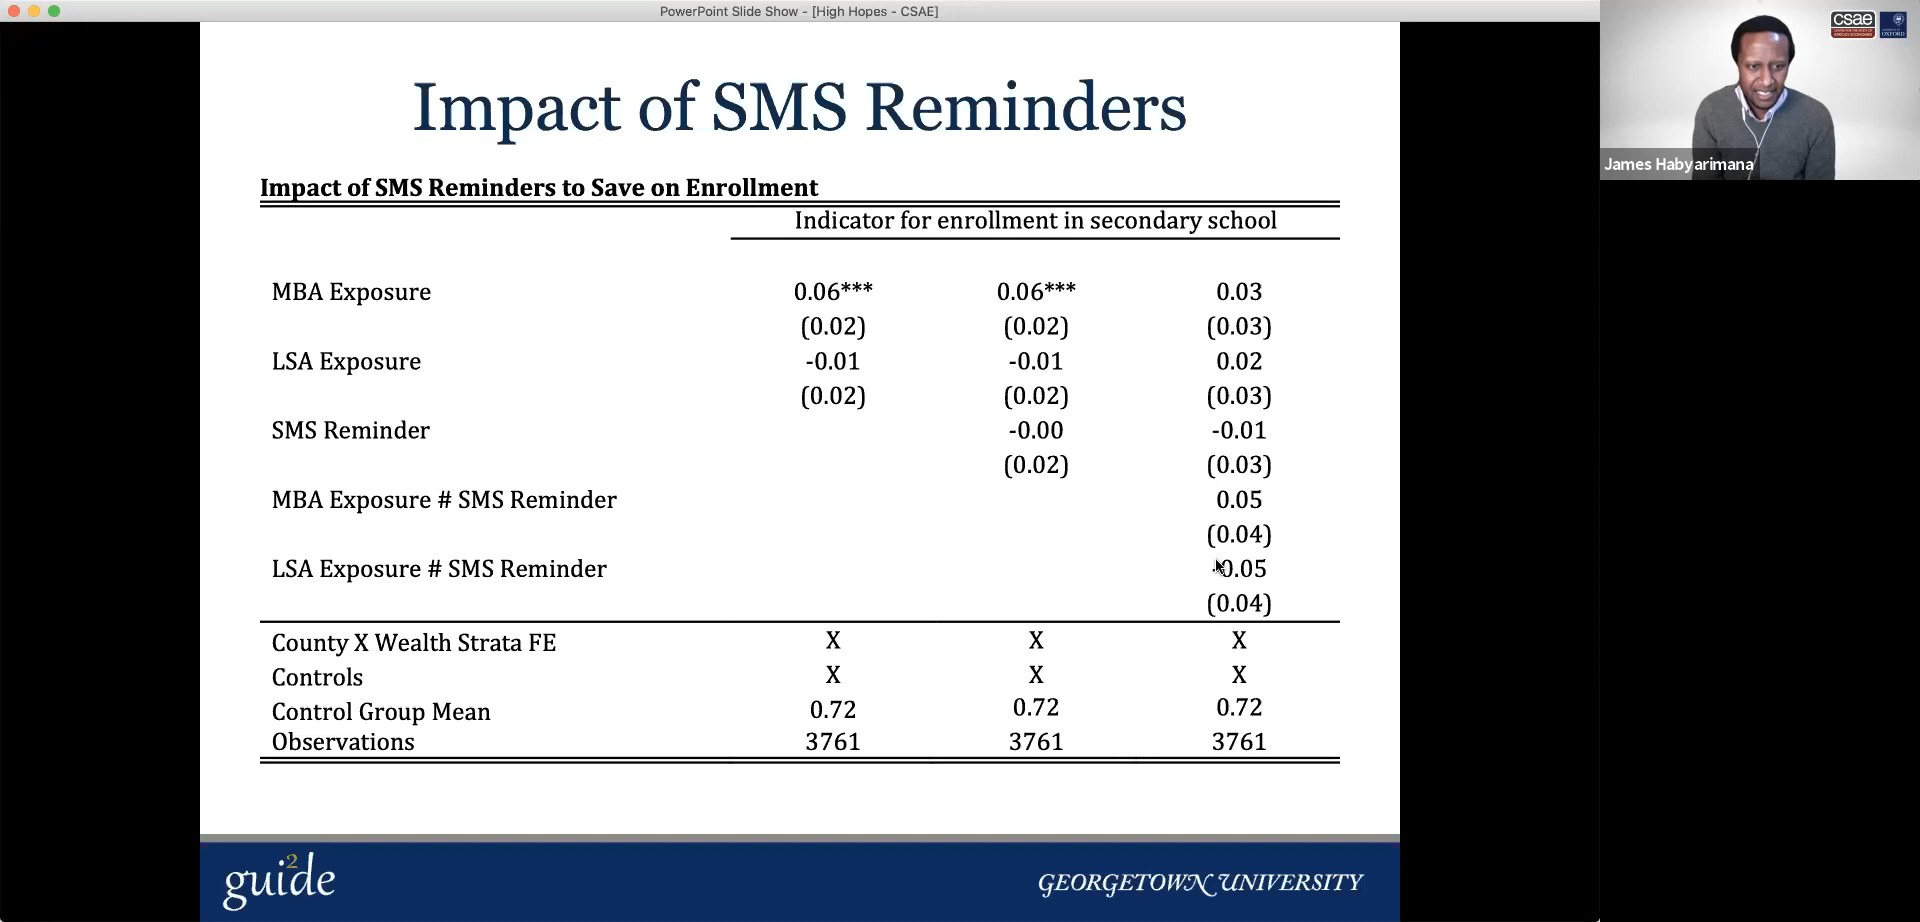 PowerPoint Slide Show - [High Hopes - CSAE]
csae
OXFORD
James Habyarimana
Impact of SMS Reminders
Impact of SMS Reminders to Save on Enrollment
Indicator for enrollment in secondary school
MBA Exposure 0.06*** 0.06*** 0.03
(0.02) (0.02) (0.03)
LSA Exposure -0.01 -0.01 0.02
(0.02) (0.02) (0.03)
SMS Reminder -0.00 -0.01
(0.02) (0.03)
MBA Exposure # SMS Reminder 0.05
(0.04)
LSA Exposure # SMS Reminder -0.05
(0.04)
County X Wealth Strata FE X X X
Controls X X X
Control Group Mean 0.72 0.72 0.72
Observations 3761 3761 3761
gui2de
GEORGETOWN UNIVERSITY